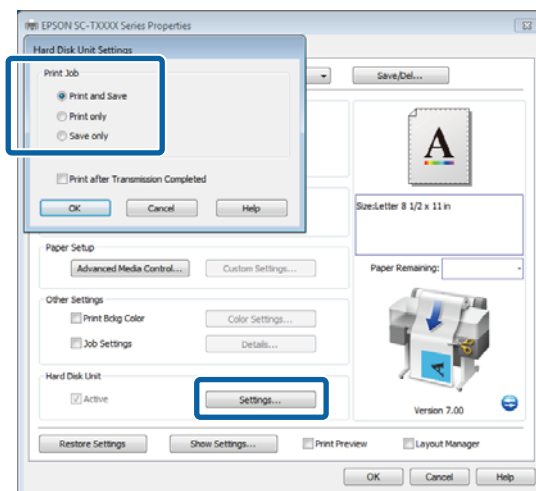 EPSON SC-TXXXX Series Properties
Hard Disk Unit Settings
Print Job
Print and Save
Print only
Save only
Print after Transmission Completed
OK Cancel Help
Save/Del...
A
Size:Letter 8 1/2 x 11 in
Paper Setup
Advanced Media Control... Custom Settings...
Paper Remaining:
Other Settings
Print Bckg Color Color Settings...
Job Settings Details...
Hard Disk Unit
Active Settings...
A
Version 7.00
Restore Settings Show Settings... Print Preview Layout Manager
OK Cancel Help